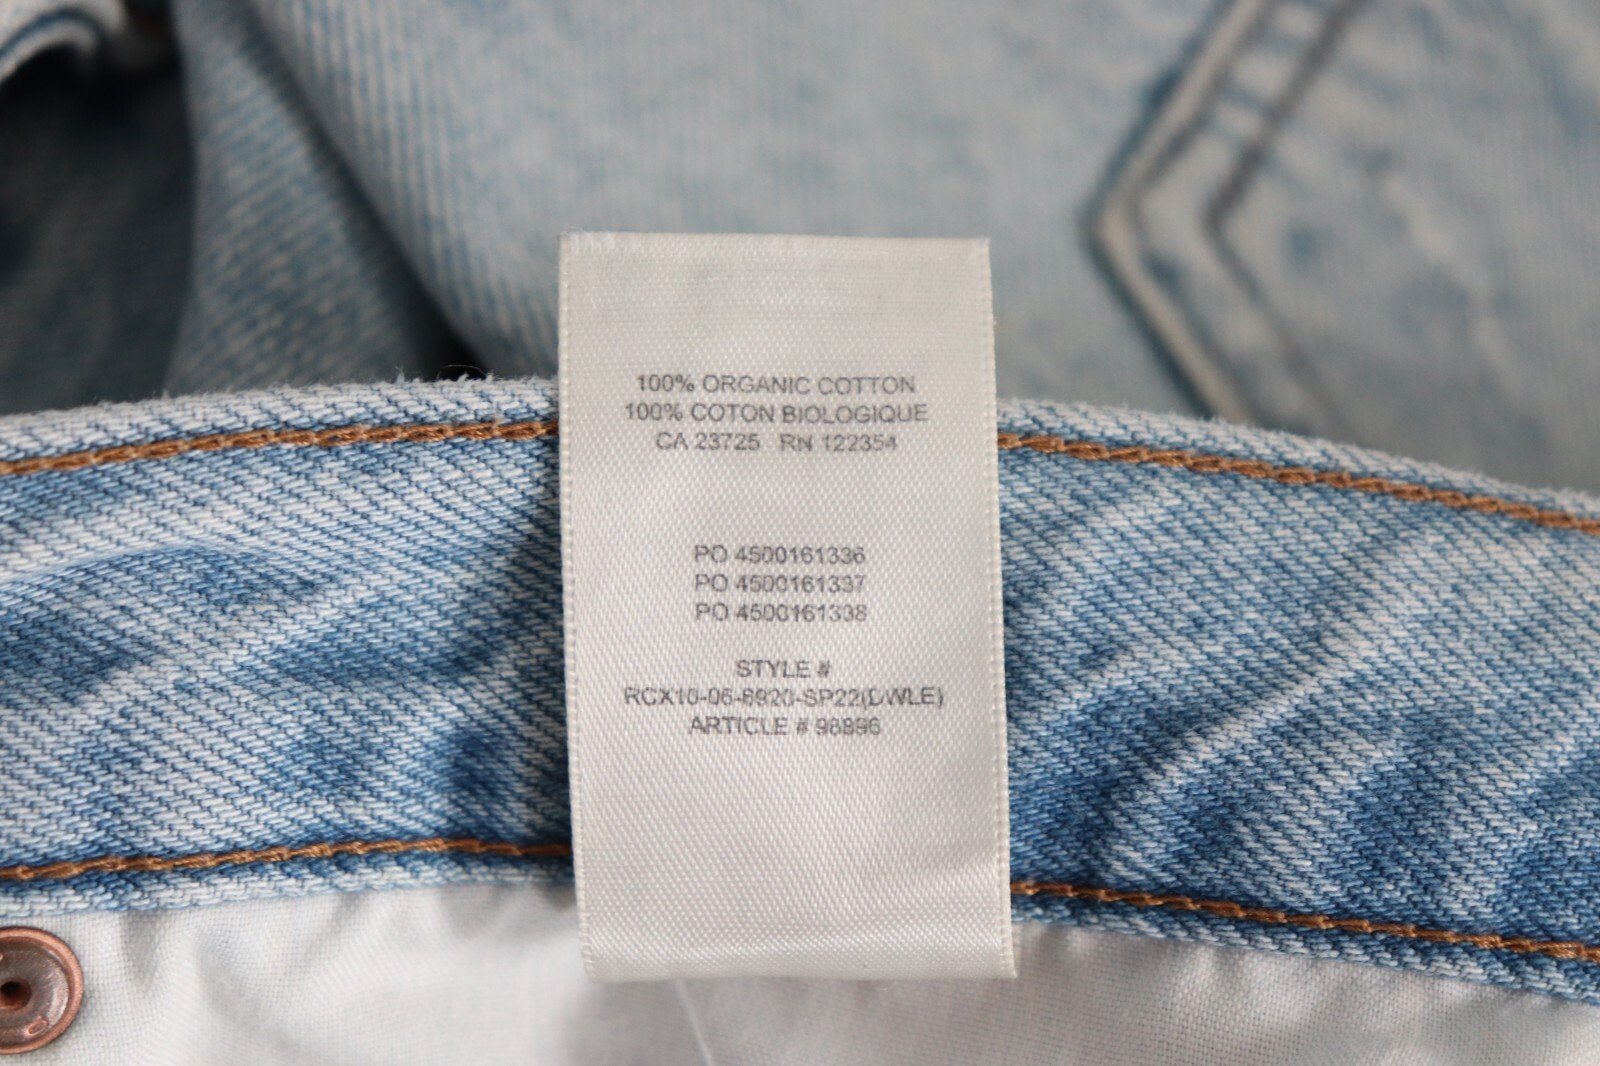 100% ORGANIC COTTON
100% COTON BIOLOGIQUE
CA 23725 RN 122354
PO 4500161336
PO 4500161337
PO 4500161338
STYLE #
RCX10-06-6920-SP22(DWLE)
ARTICLE # 98896